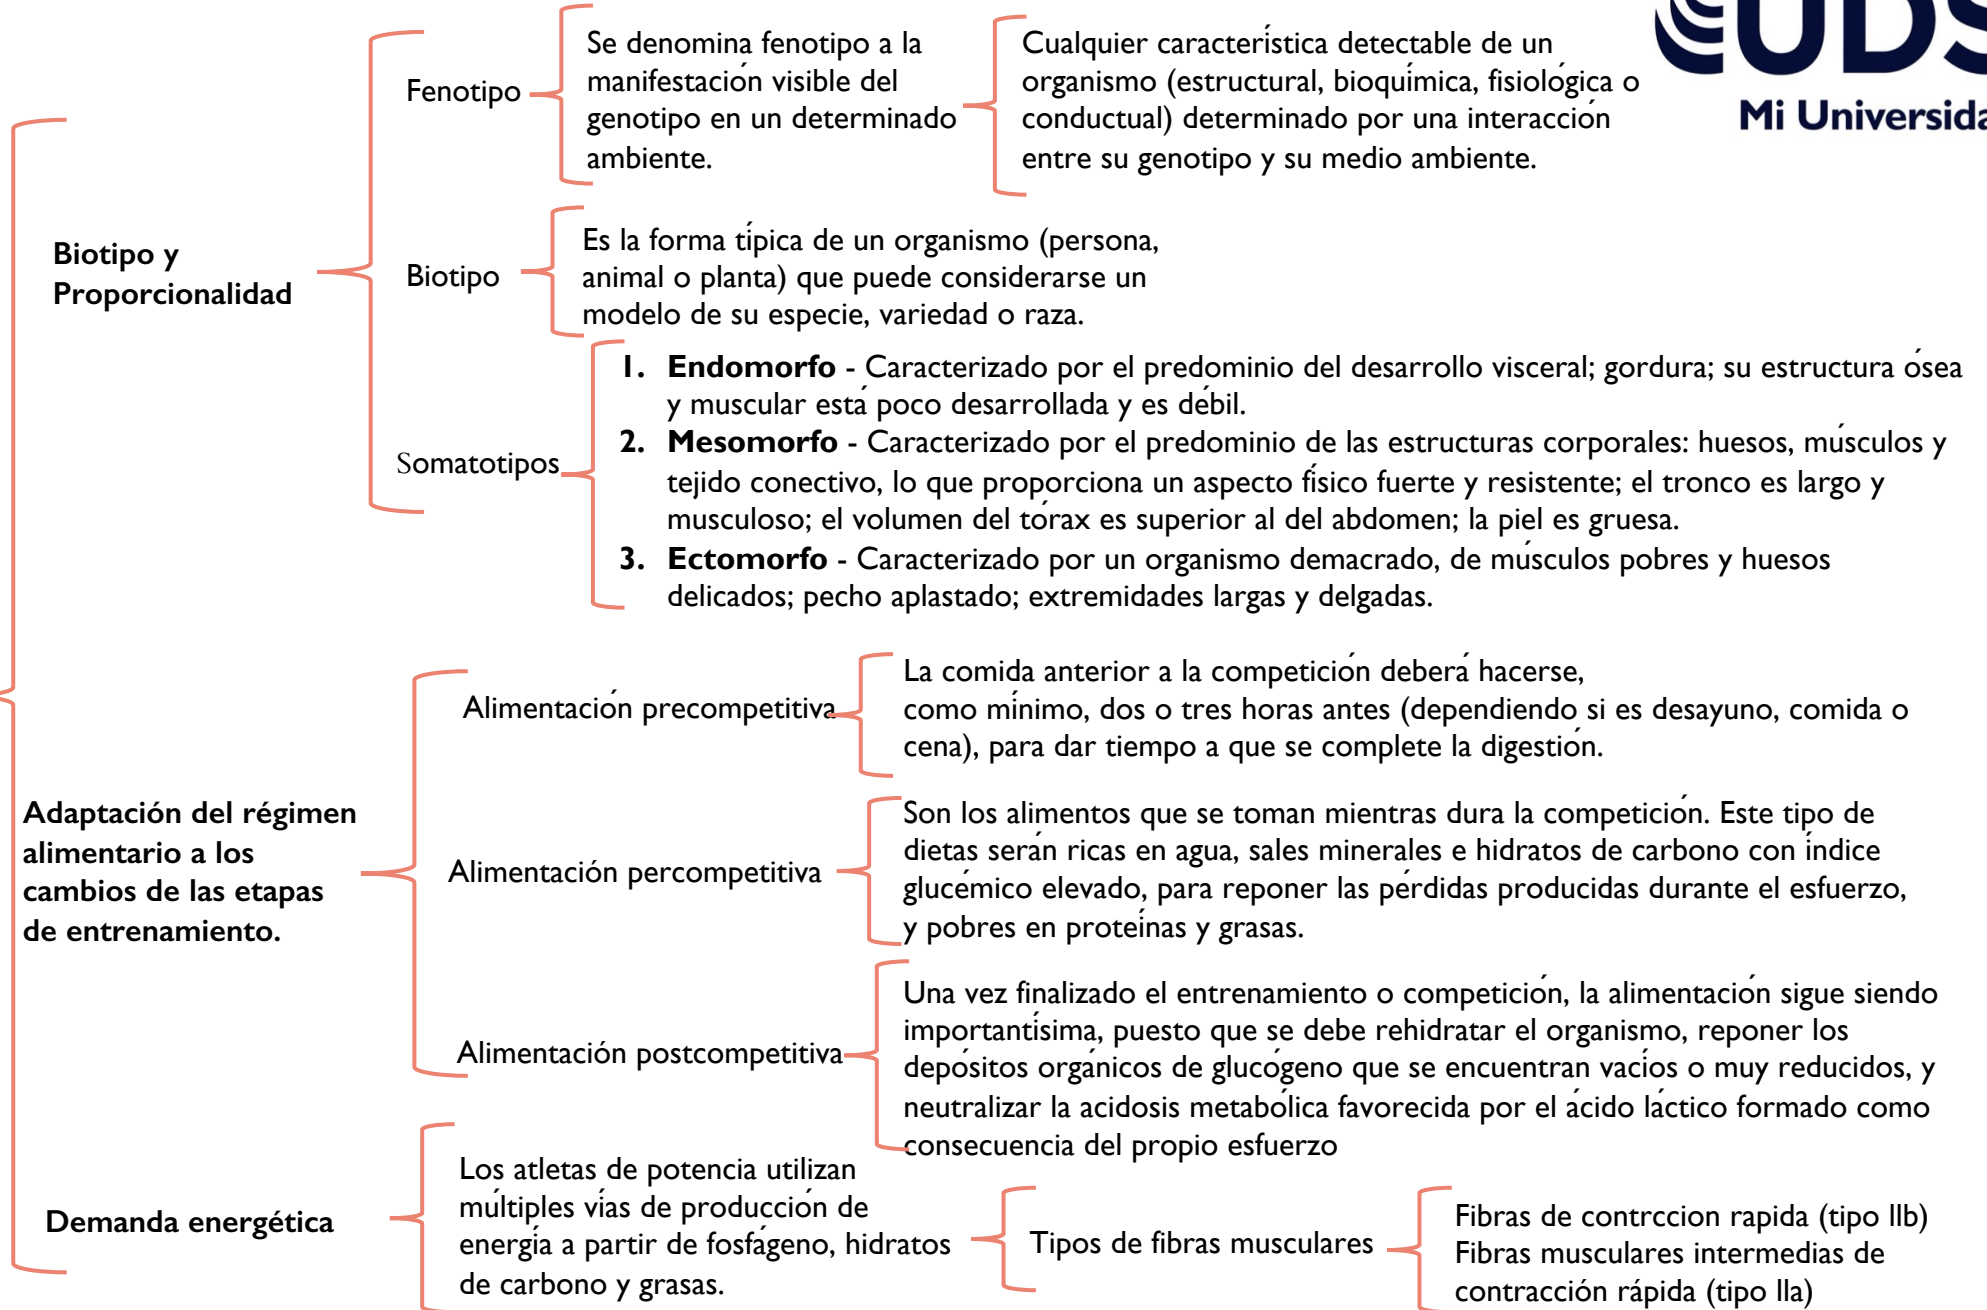 UDS
Mi Universida
Fenotipo
Se denomina fenotipo a la
manifestación visible del
genotipo en un determinado
ambiente.
Cualquier característica detectable de un
organismo (estructural, bioquímica, fisiológica o
conductual) determinado por una interacción
entre su genotipo y su medio ambiente.
Biotipo y
Proporcionalidad
Biotipo
Es la forma típica de un organismo (persona,
animal o planta) que puede considerarse un
modelo de su especie, variedad o raza.
Somatotipos
1. Endomorfo - Caracterizado por el predominio del desarrollo visceral; gordura; su estructura ósea
y muscular está poco desarrollada y es débil.
2. Mesomorfo - Caracterizado por el predominio de las estructuras corporales: huesos, músculos y
tejido conectivo, lo que proporciona un aspecto físico fuerte y resistente; el tronco es largo y
musculoso; el volumen del tórax es superior al del abdomen; la piel es gruesa.
3. Ectomorfo - Caracterizado por un organismo demacrado, de músculos pobres y huesos
delicados; pecho aplastado; extremidades largas y delgadas.
Adaptación del régimen
alimentario a los
cambios de las etapas
de entrenamiento.
Alimentación precompetitiva
La comida anterior a la competición deberá hacerse,
como mínimo, dos o tres horas antes (dependiendo si es desayuno, comida o
cena), para dar tiempo a que se complete la digestión.
Alimentación percompetitiva
Son los alimentos que se toman mientras dura la competición. Este tipo de
dietas serán ricas en agua, sales minerales e hidratos de carbono con índice
glucémico elevado, para reponer las pérdidas producidas durante el esfuerzo,
y pobres en proteínas y grasas.
Alimentación postcompetitiva
Una vez finalizado el entrenamiento o competición, la alimentación sigue siendo
importantísima, puesto que se debe rehidratar el organismo, reponer los
depósitos orgánicos de glucógeno que se encuentran vacíos o muy reducidos, y
neutralizar la acidosis metabólica favorecida por el ácido láctico formado como
consecuencia del propio esfuerzo
Demanda energética
Los atletas de potencia utilizan
múltiples vías de producción de
energía a partir de fosfágeno, hidratos
de carbono y grasas.
Tipos de fibras musculares
Fibras de contrccion rapida (tipo IIb)
Fibras musculares intermedias de
contracción rápida (tipo IIa)